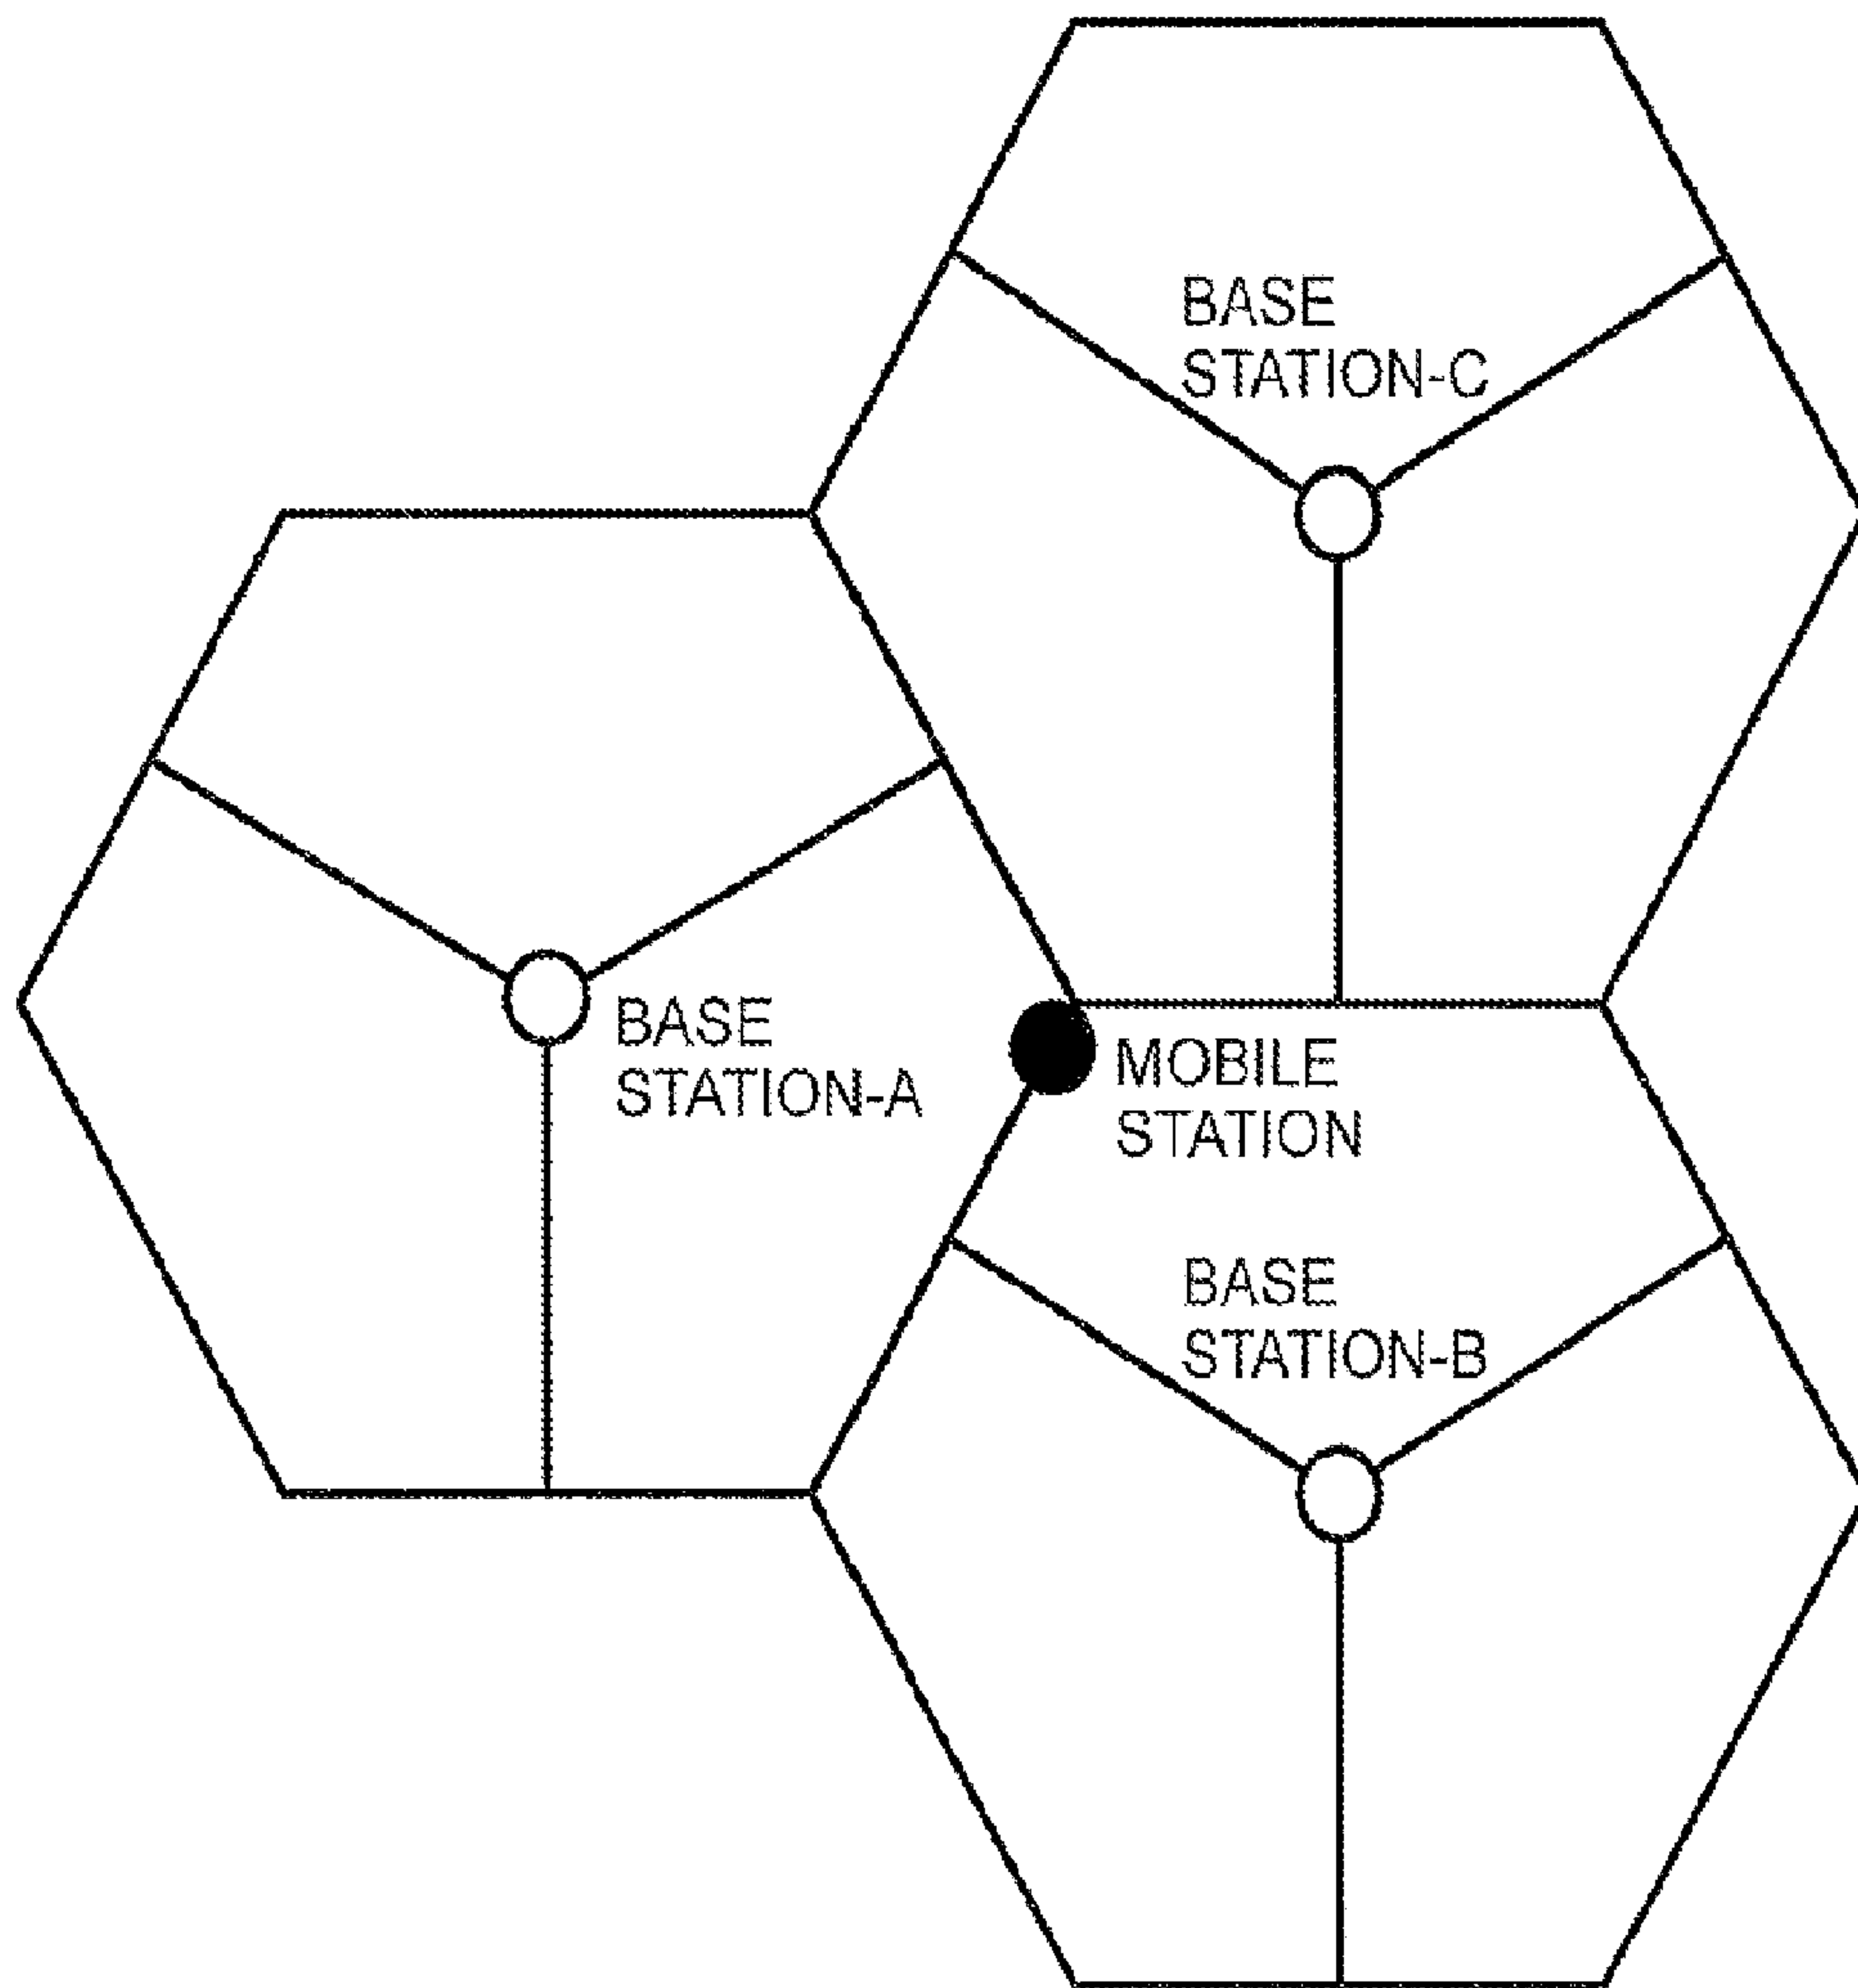 BASE
STATION-C
BASE
STATION-A
MOBILE
STATION
BASE
STATION-B